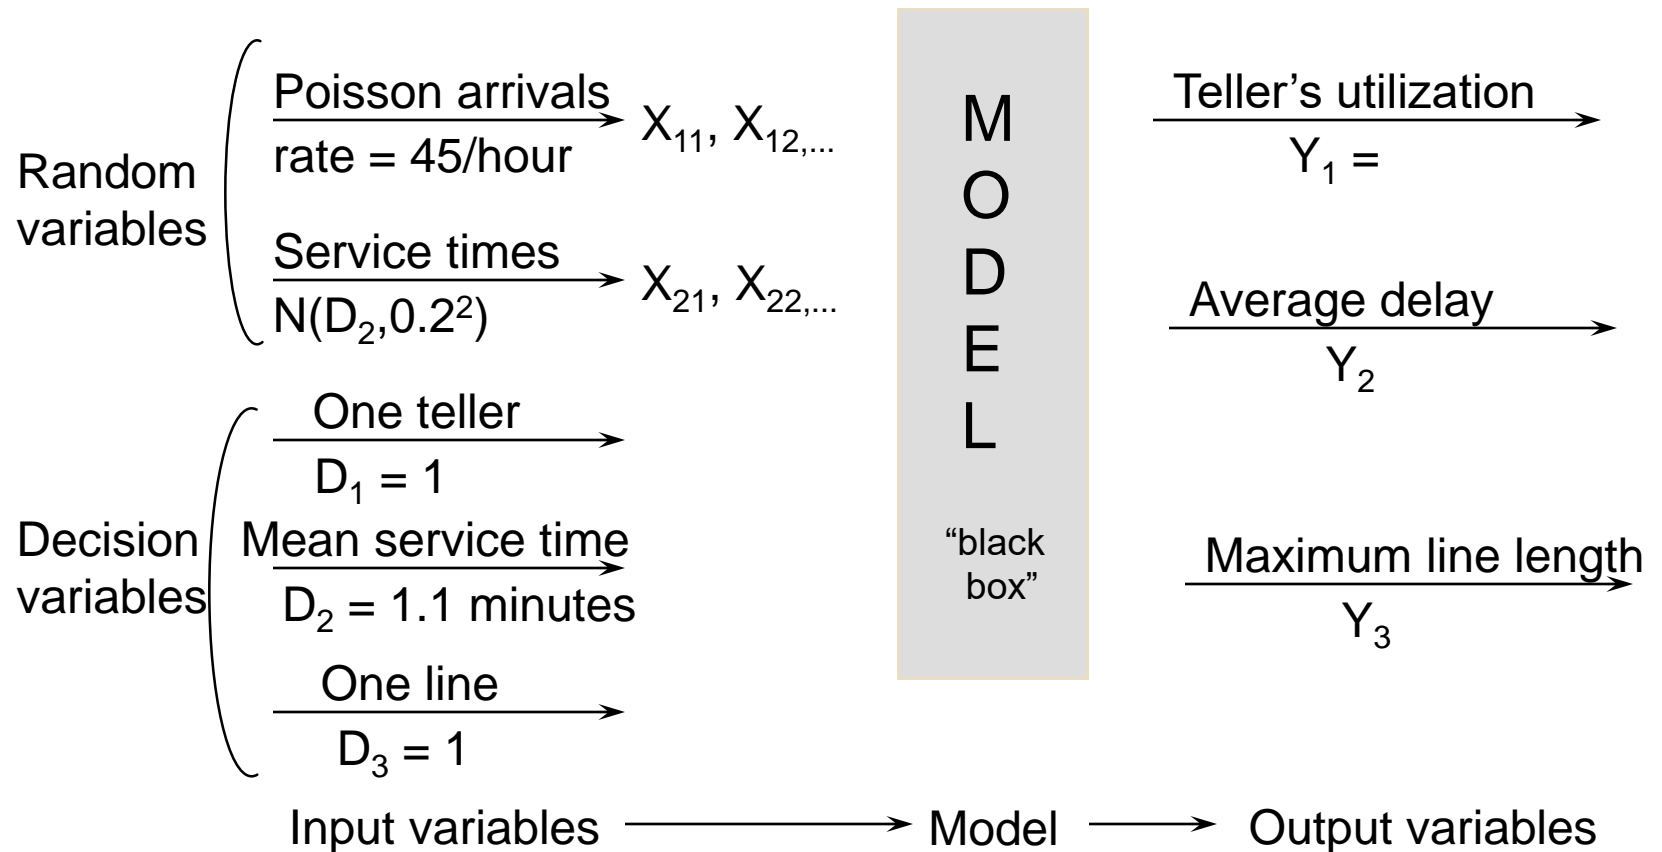 Random
variables
Poisson arrivals
rate = 45/hour
X₁₁, X₁₂,...
Service times
N(D₂,0.2²)
X₂₁, X₂₂,...
Decision
variables
One teller
D₁ = 1
Mean service time
D₂ = 1.1 minutes
One line
D₃ = 1
M
O
D
E
L
“black
box”
Teller’s utilization
Y₁ =
Average delay
Y₂
Maximum line length
Y₃
Input variables
Model
Output variables